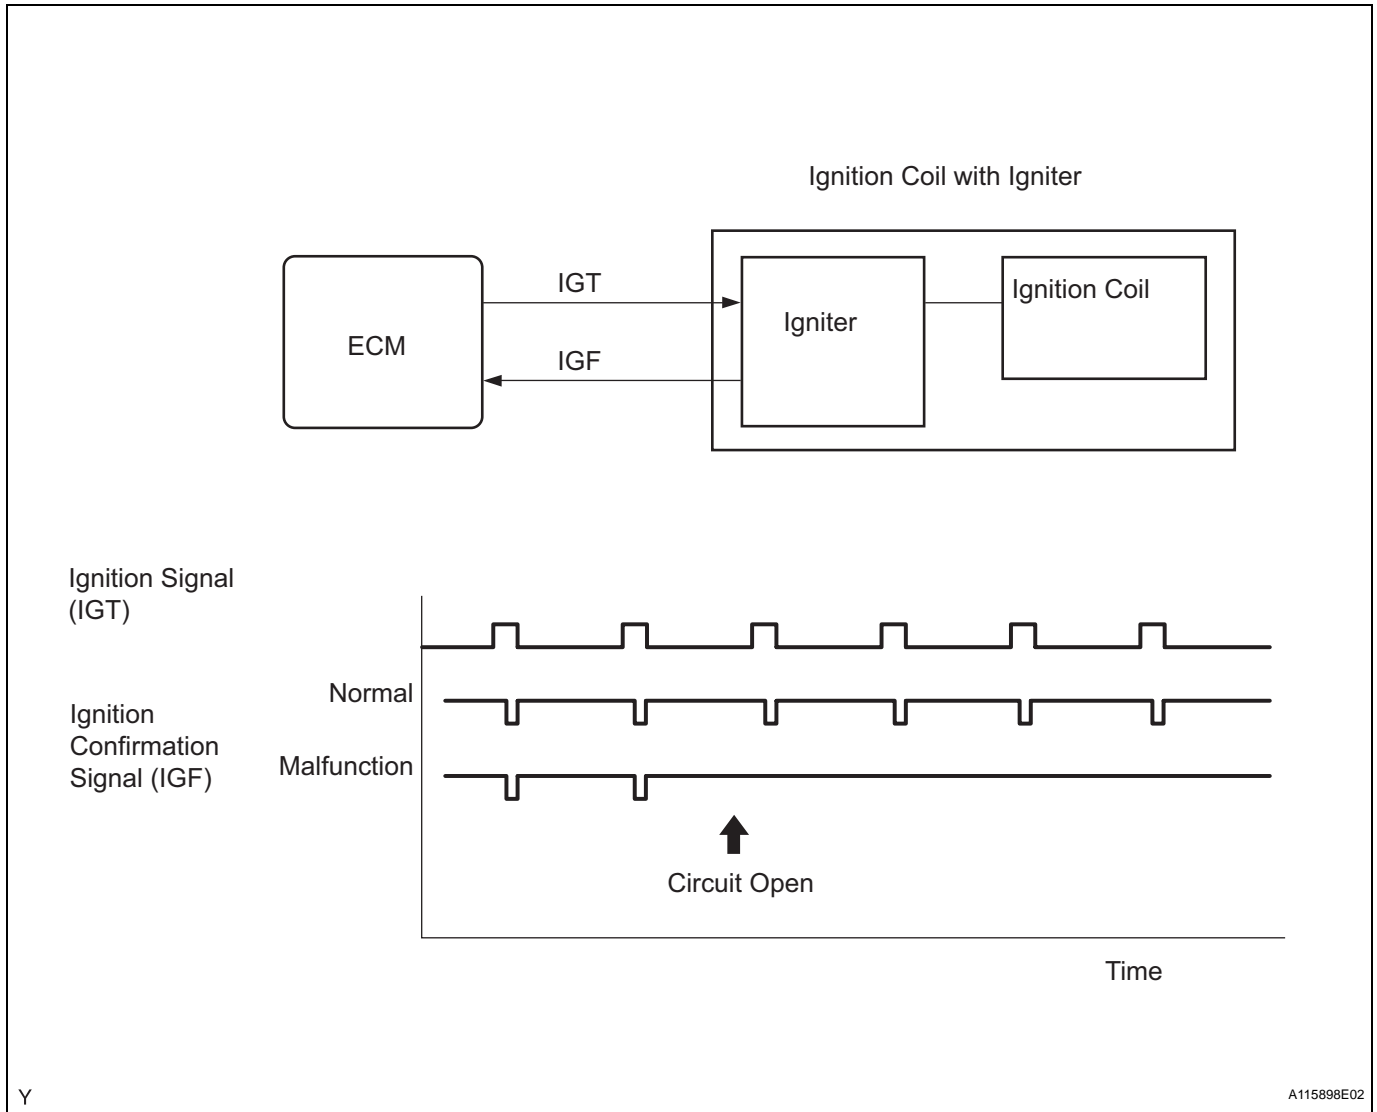 Ignition Coil with Igniter
IGT
Ignition Coil
Igniter
ECM
IGF
Ignition Signal
(IGT)
Normal
Ignition
Confirmation
Signal (IGF)
Malfunction
Circuit Open
Time
Y
A115898E02